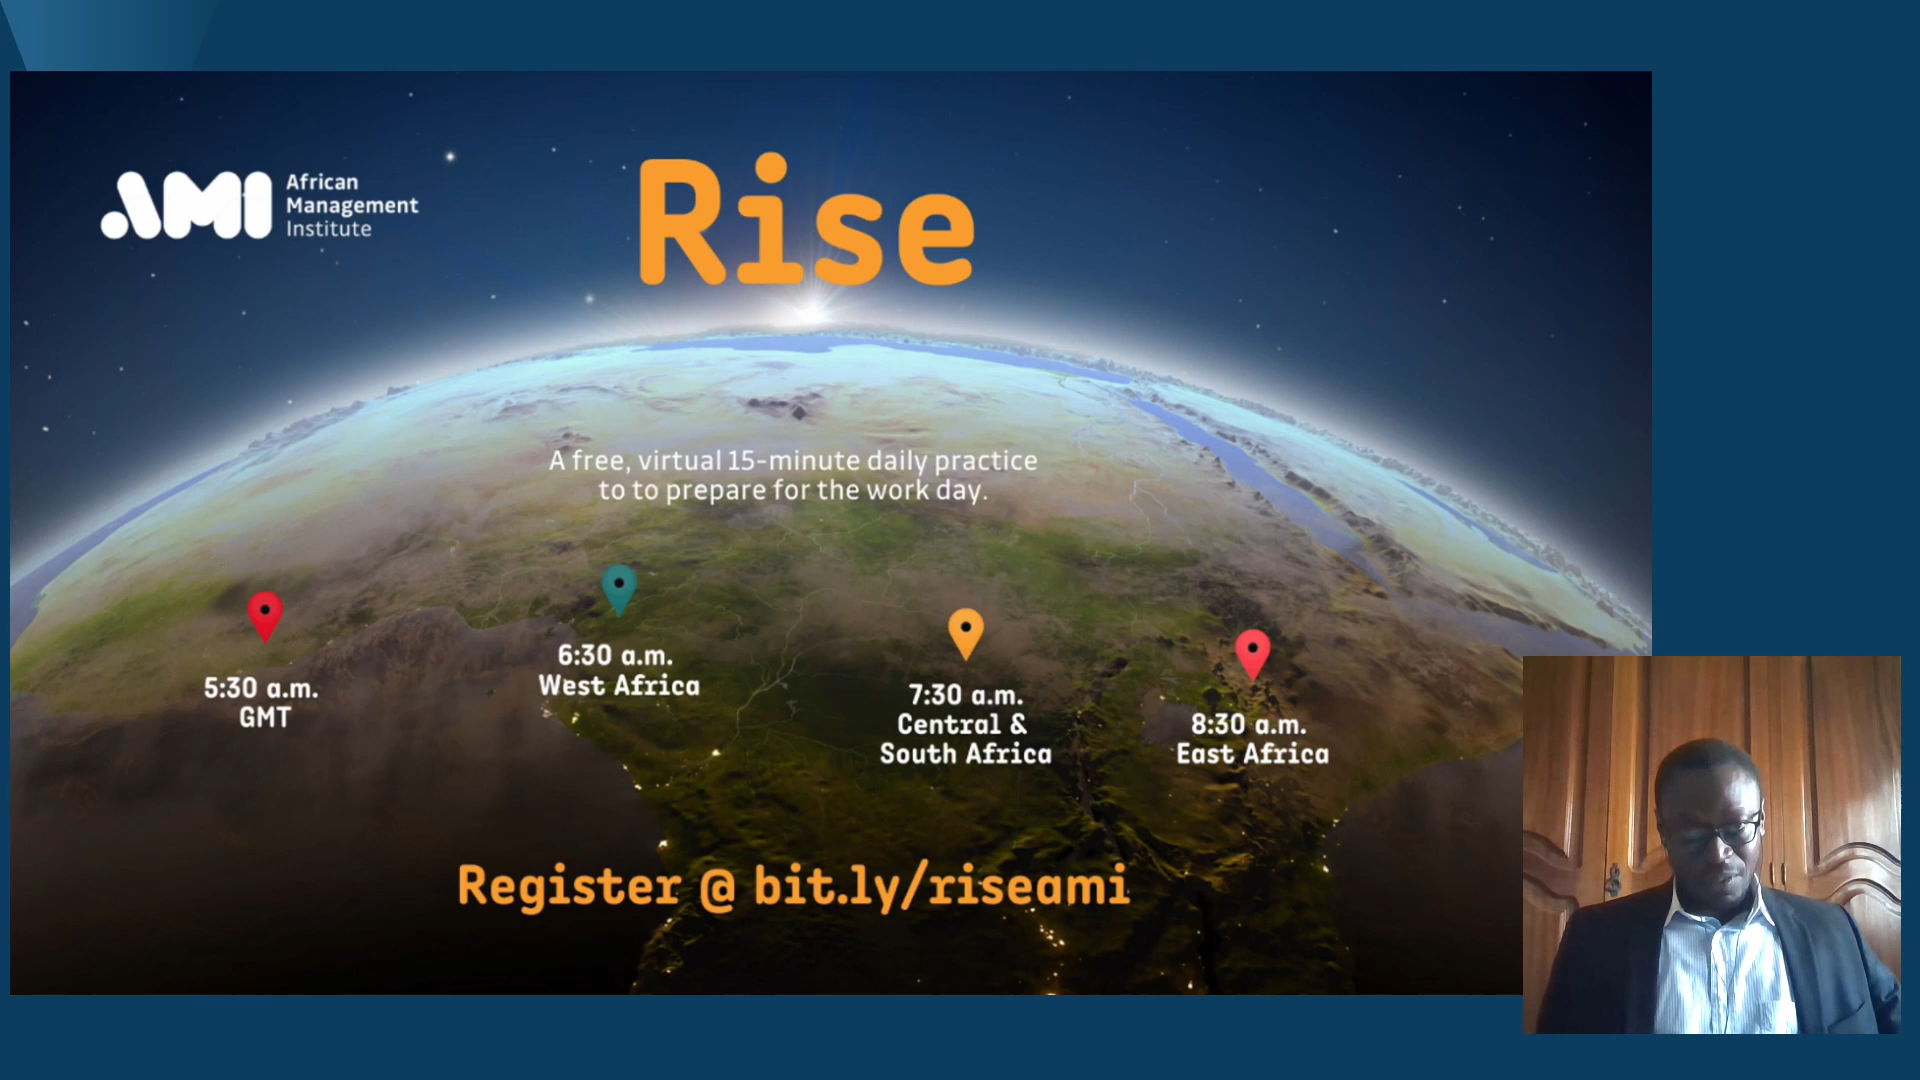 AMI
African
Management
Institute
Rise
A free, virtual 15-minute daily practice
to to prepare for the work day.
5:30 a.m.
GMT
6:30 a.m.
West Africa
7:30 a.m.
Central &
South Africa
8:30 a.m.
East Africa
Register @ bit.ly/riseami